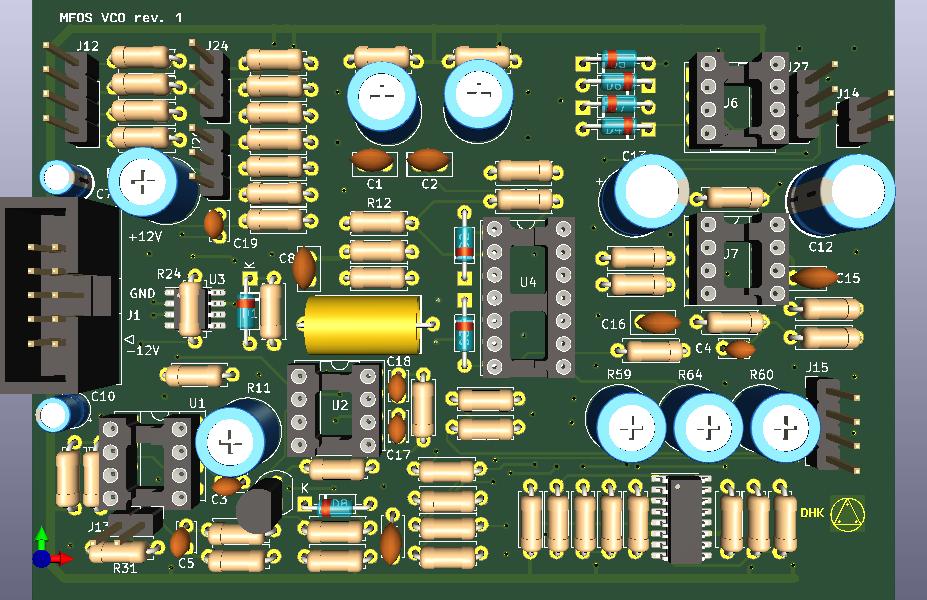 MFOS VCO rev. 1
J12
J24
J27
J6
J14
C1
C2
C13
C7
+12V
C19
R12
C8
C12
J7
U4
C15
R24
U3
GND
J1
-12V
C16
C4
C18
R59
R64
R60
J15
C10
U1
R11
U2
C17
C3
K
K
D8
J13
R31
C5
DHK